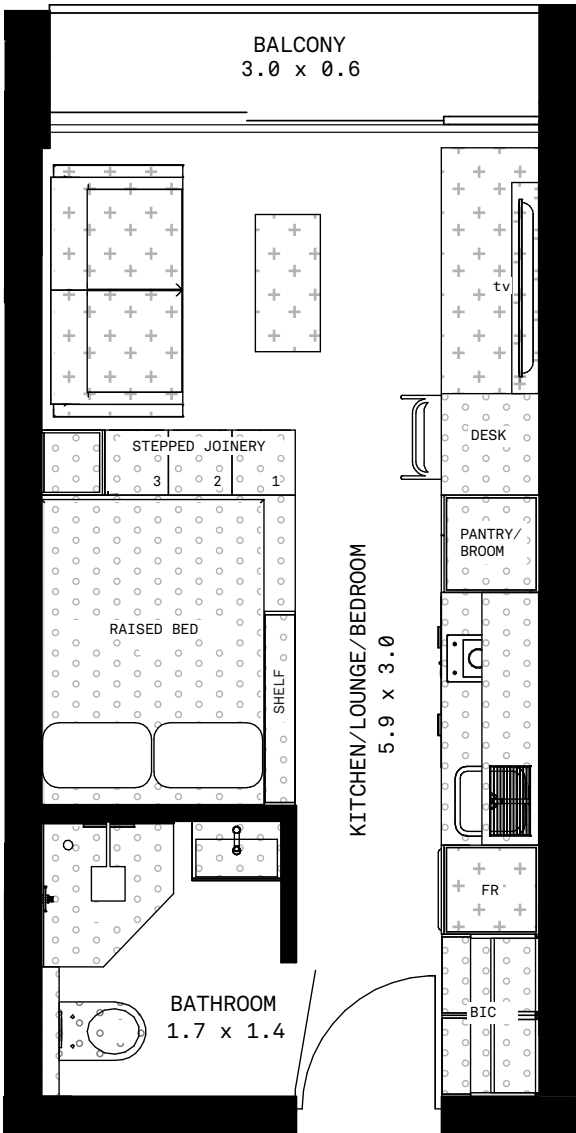 BALCONY
3.0 x 0.6
tv
DESK
STEPPED JOINERY
3
2
1
PANTRY/
BROOM
RAISED BED
SHELF
KITCHEN/LOUNGE/BEDROOM
5.9 x 3.0
FR
BATHROOM
1.7 x 1.4
BIC